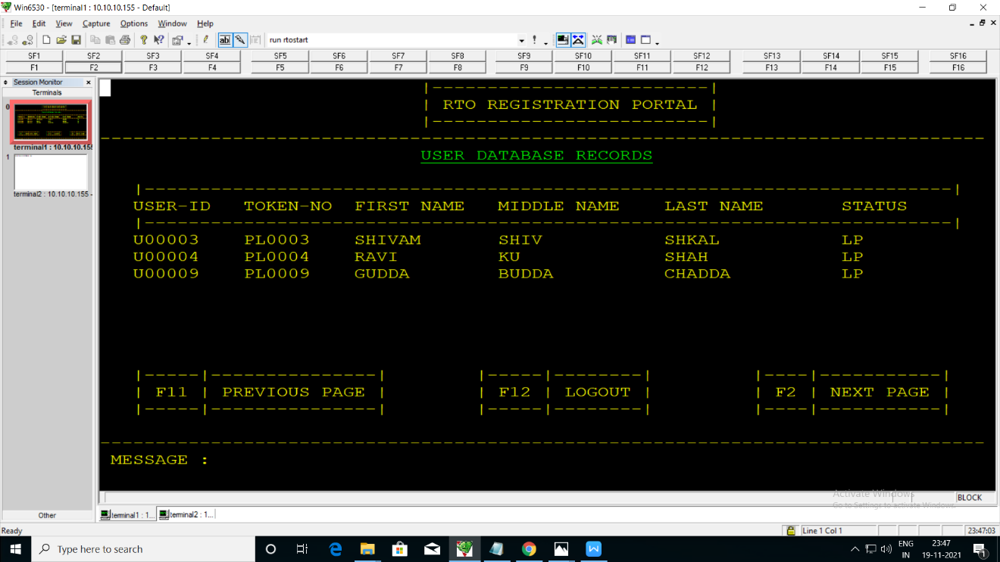 Win6530 - [terminal1 : 10.10.10.155 - Default]
File Edit View Capture Options Window Help
ab run rtostart
SF1 SF2 SF3 SF4 SF5 SF6 SF7 SF8 SF9 SF10 SF11 SF12 SF13 SF14 SF15 SF16
F1 F2 F3 F4 F5 F6 F7 F8 F9 F10 F11 F12 F13 F14 F15 F16
Session Monitor
Terminals
0
terminal1 : 10.10.10.155
1
terminal2 : 10.10.10.155 -
Other
RTO REGISTRATION PORTAL
USER DATABASE RECORDS
USER-ID TOKEN-NO FIRST NAME MIDDLE NAME LAST NAME STATUS
U00003 PL0003 SHIVAM SHIV SHKAL LP
U00004 PL0004 RAVI KU SHAH LP
U00009 PL0009 GUDDA BUDDA CHADDA LP
F11 PREVIOUS PAGE F12 LOGOUT F2 NEXT PAGE
MESSAGE :
Activate Windows
Go to Settings to activate Windows.
BLOCK
terminal1 : 1... terminal2 : 1...
Ready Line 1 Col 1 23:47:03
Type here to search
ENG 23:47
IN 19-11-2021
1